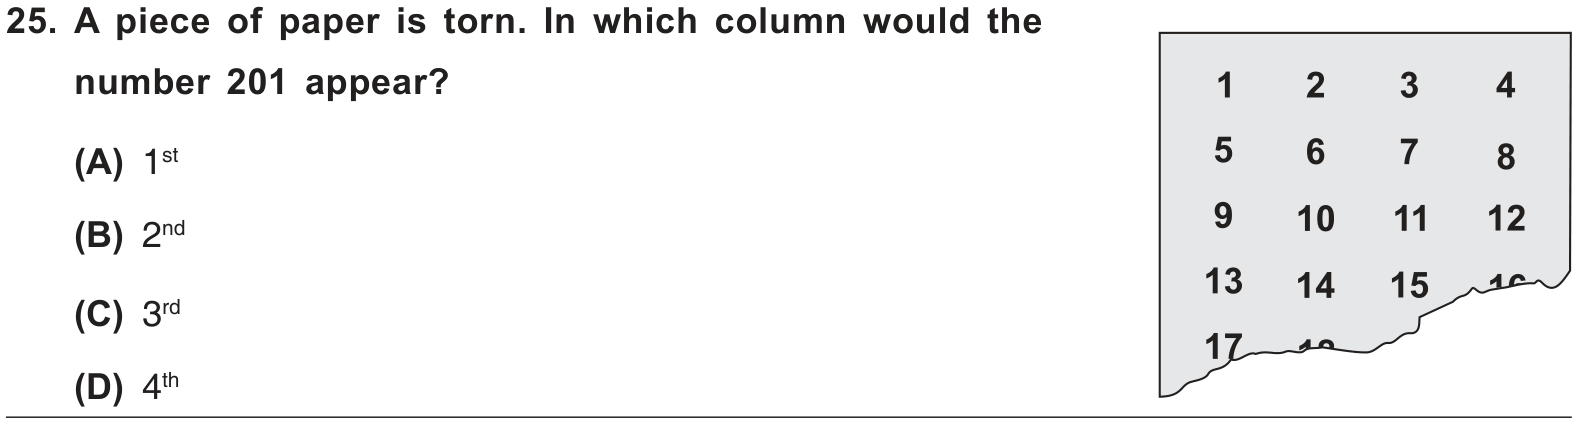 25. A piece of paper is torn. In which column would the
number 201 appear?
(A) 1st
(B) 2nd
(C) 3rd
(D) 4th
1 2 3 4
5 6 7 8
9 10 11 12
13 14 15
17